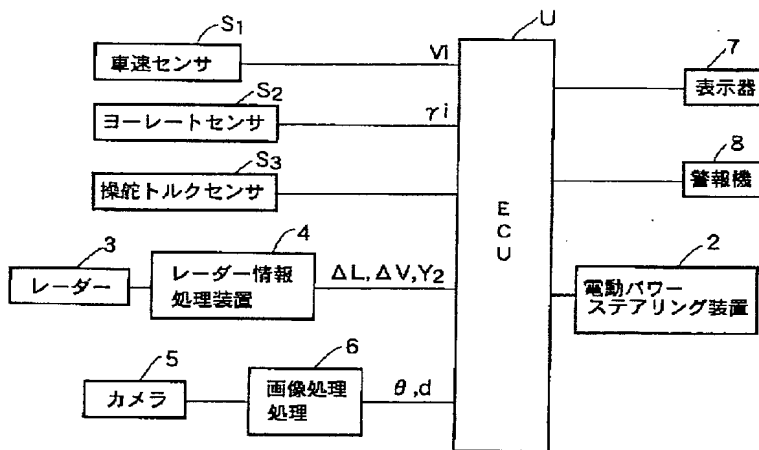 S1
車速センサ
Vi
S2
ヨーレートセンサ
γi
S3
操舵トルクセンサ
3
レーダー
4
レーダー情報
処理装置
ΔL,ΔV,Y2
5
カメラ
6
画像処理
処理
θ,d
U
ECU
7
表示器
8
警報機
2
電動パワー
ステアリング装置